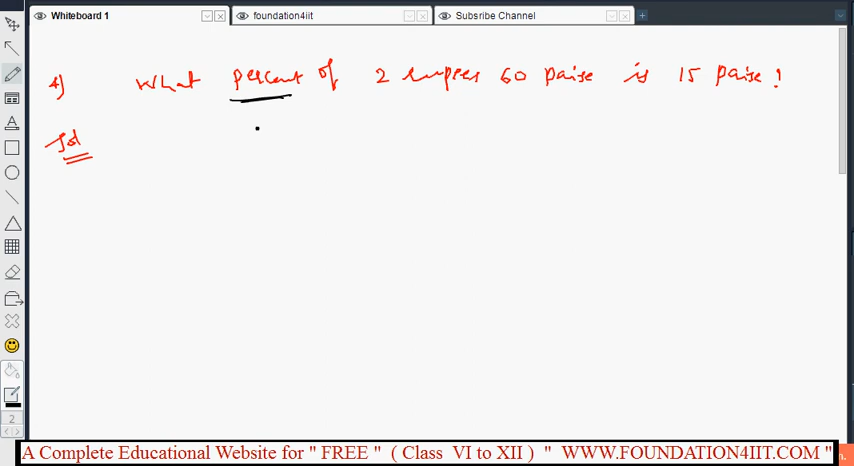 Whiteboard 1
foundation4iit
Subsribe Channel
4) What percent of 2 rupees 60 paise is 15 paise?
Sol
2
A Complete Educational Website for " FREE " ( Class VI to XII ) " WWW.FOUNDATION4IIT.COM "